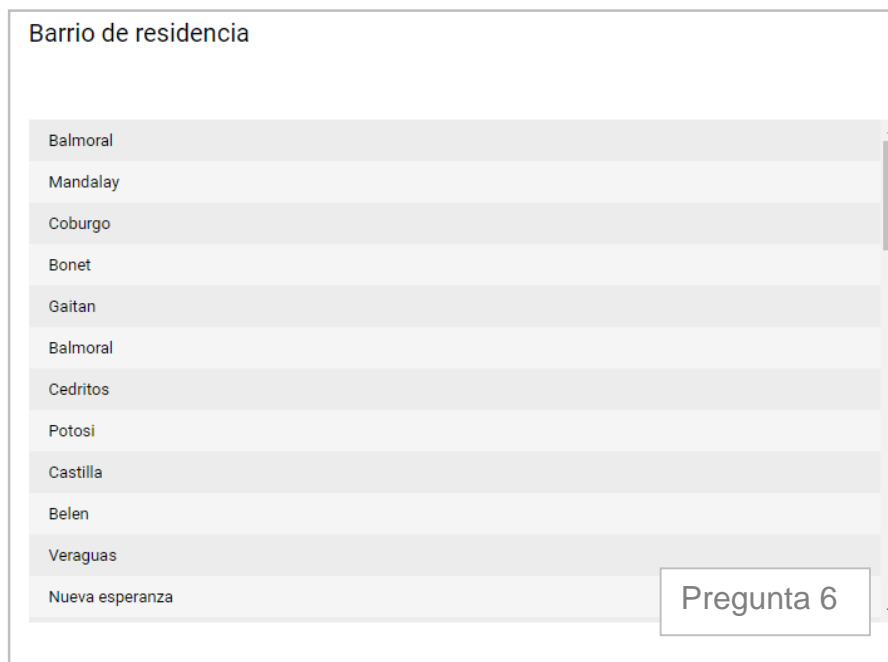 Barrio de residencia
Balmoral
Mandalay
Coburgo
Bonet
Gaitan
Balmoral
Cedritos
Potosi
Castilla
Belen
Veraguas
Nueva esperanza
Pregunta 6